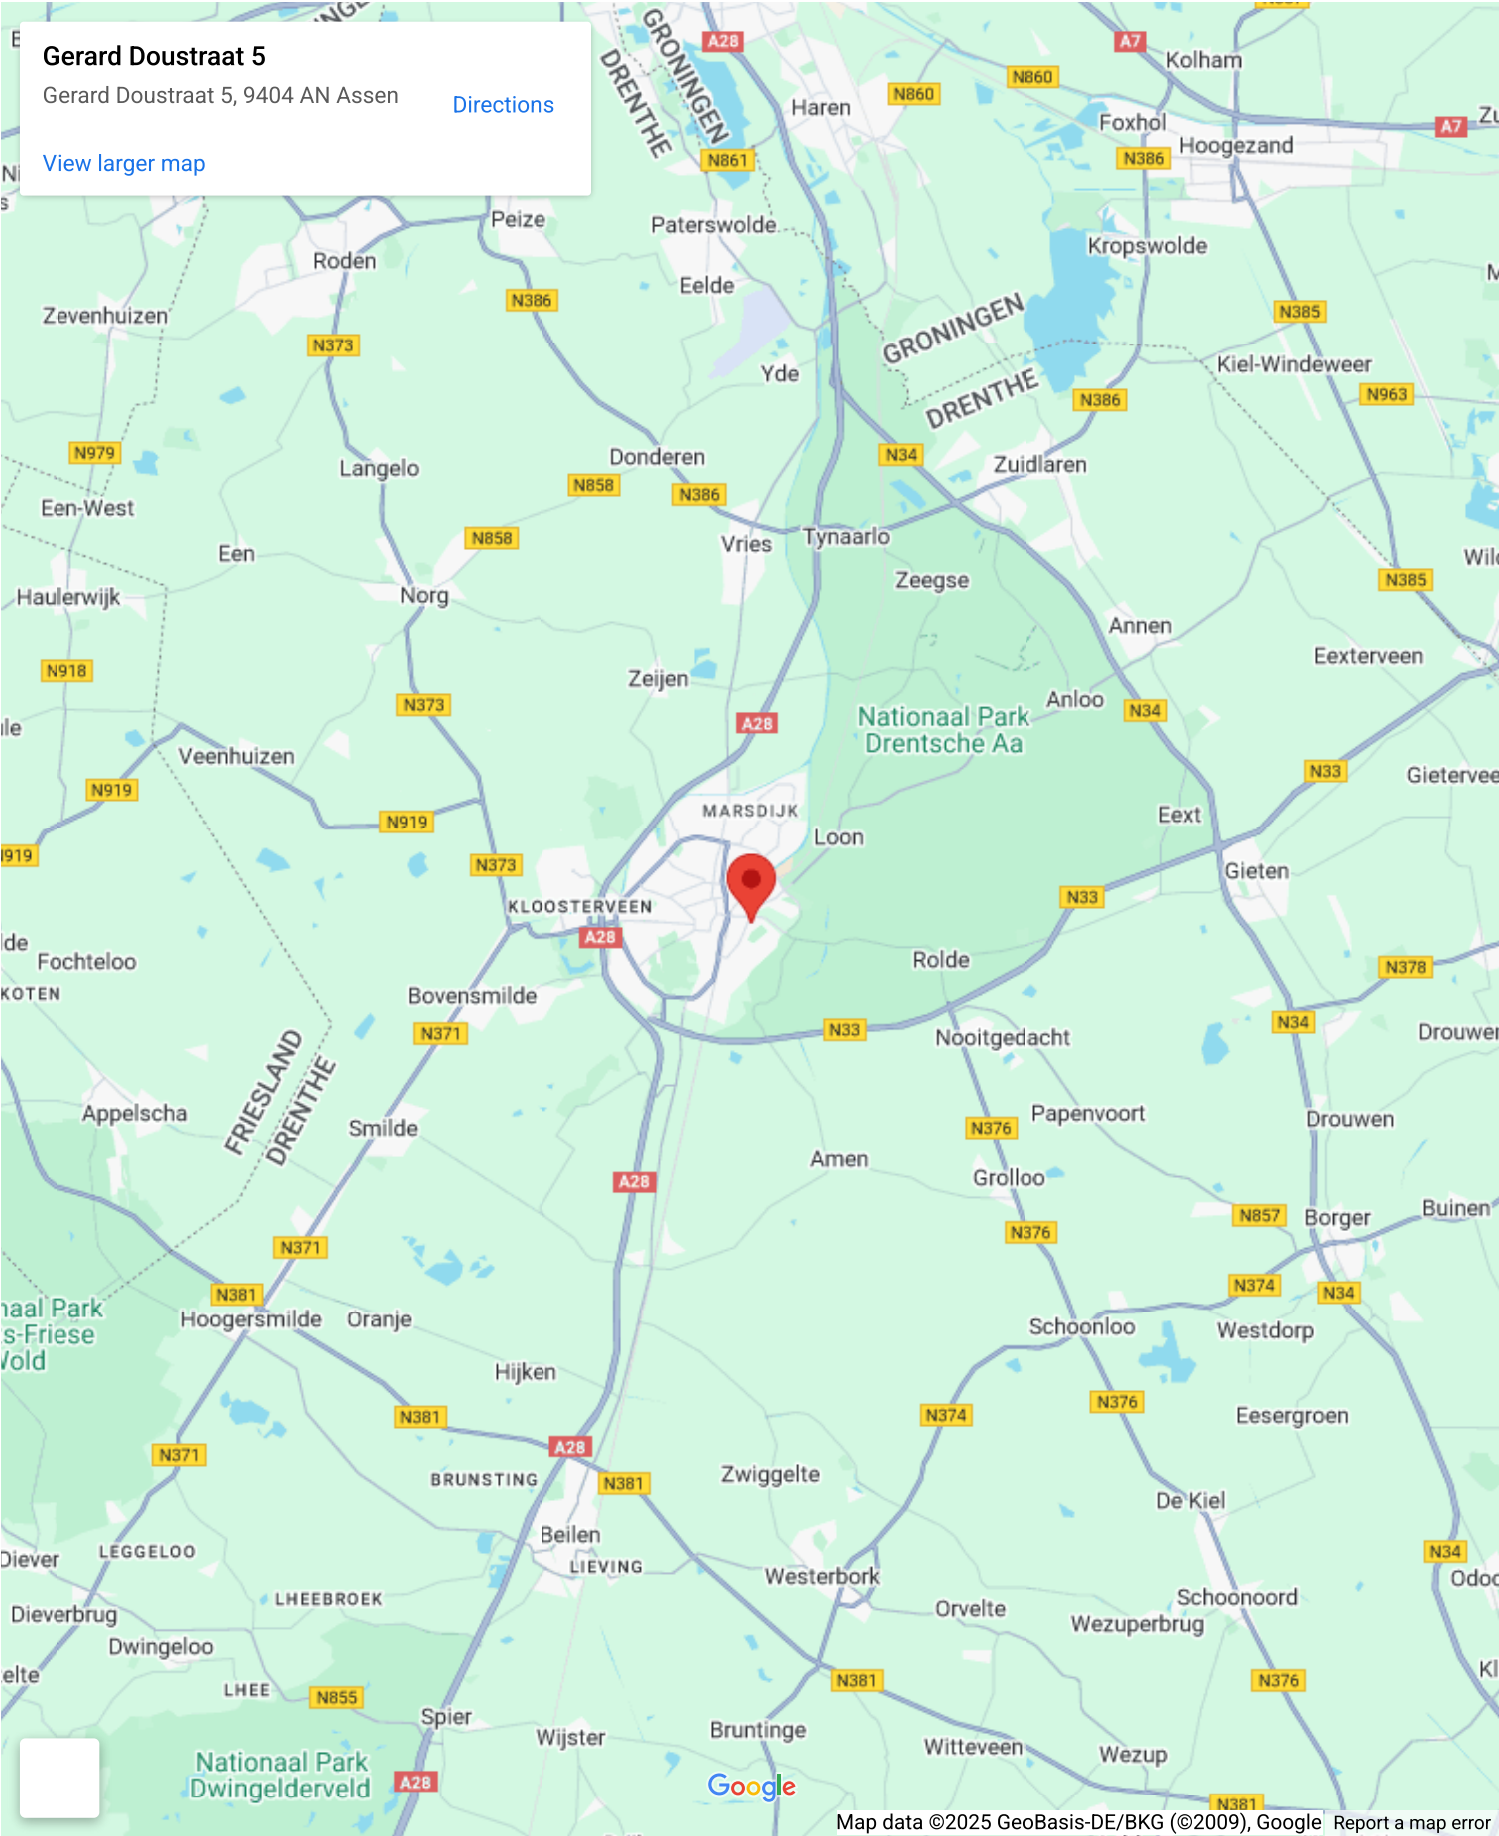 Gerard Doustraat 5
Gerard Doustraat 5, 9404 AN Assen
Directions
View larger map
GRONINGEN
DRENTHE
A28
A7
Kolham
N860
N860
Haren
Foxhol
A7
Hoogezand
N386
N861
Peize
Paterswolde
Kropswolde
Roden
Eelde
N386
N385
Zevenhuizen
GRONINGEN
N373
Yde
Kiel-Windeweer
DRENTHE
N963
N386
N979
Donderen
N34
Langelo
Zuidlaren
N858
N386
Een-West
N858
Tynaarlo
Vries
Een
Zeegse
N385
Haulerwijk
Norg
Annen
Eexterveen
N918
Zeijen
Anloo
N373
N34
Nationaal Park
Drentsche Aa
A28
Veenhuizen
N33
N919
MARSDIJK
Eext
N919
Loon
N373
Gieten
N33
KLOOSTERVEEN
A28
Rolde
Fochteloo
N378
Bovensmilde
N34
N371
N33
Nooitgedacht
FRIESLAND
DRENTHE
Appelscha
Papenvoort
Drouwen
Smilde
N376
Amen
Grolloo
A28
Buinen
N857
Borger
N376
N371
N381
N374
N34
Hoogersmilde
Oranje
Schoonloo
Westdorp
Hijken
N376
N381
N374
Eesergroen
A28
N371
BRUNSTING
N381
Zwiggelte
De Kiel
Beilen
LEGGELOO
N34
Diever
LIEVING
Westerbork
LHEEBROEK
Schoonoord
Orvelte
Dieverbrug
Wezuperbrug
Dwingeloo
N381
N376
LHEE
N855
Spier
Wijster
Bruntinge
Witteveen
Wezup
Nationaal Park
Dwingelderveld
A28
Google
N381
Map data ©2025 GeoBasis-DE/BKG (©2009), Google
Report a map error